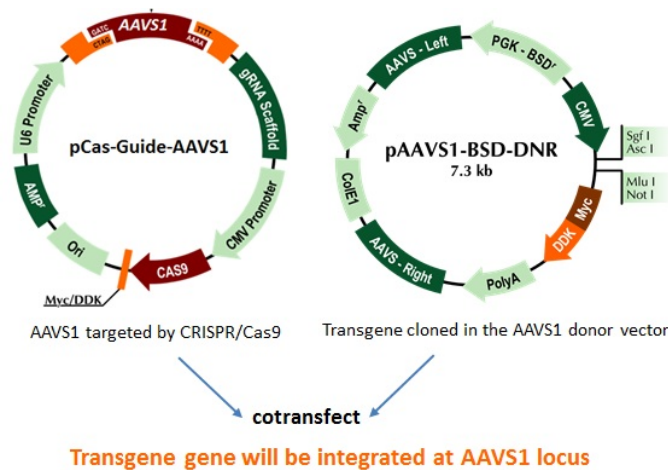 GATC
AAVS1
TTTT
CTAG
AAAA
U6 Promoter
gRNA Scaffold
pCas-Guide-AAVS1
AMPr
CMV Promoter
Ori
CAS9
Myc/DDK
AAVS1 targeted by CRISPR/Cas9
AAVS - Left
PGK - BSDr
Ampr
CMV
pAAVS1-BSD-DNR
7.3 kb
Sgf I
Asc I
Mlu I
Not I
ColE1
Myc
DDK
AAVS - Right
PolyA
Transgene cloned in the AAVS1 donor vector
cotransfect
Transgene gene will be integrated at AAVS1 locus